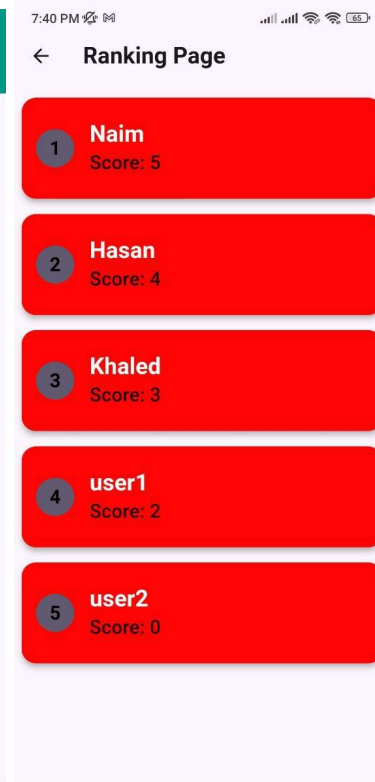 7:40 PM 65
Ranking Page
1
Naim
Score: 5
2
Hasan
Score: 4
3
Khaled
Score: 3
4
user1
Score: 2
5
user2
Score: 0